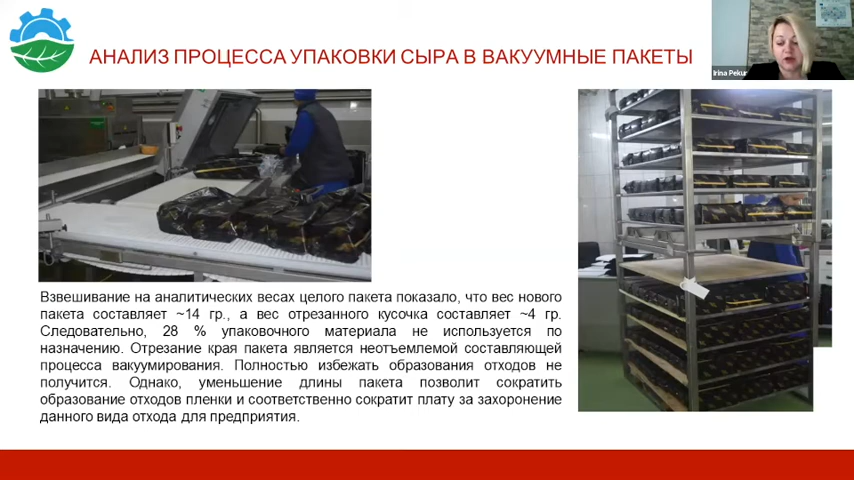 АНАЛИЗ ПРОЦЕССА УПАКОВКИ СЫРА В ВАКУУМНЫЕ ПАКЕТЫ
Irina
Взвешивание на аналитических весах целого пакета показало, что вес нового
пакета составляет ~14 гр., а вес отрезанного кусочка составляет ~4 гр.
Следовательно, 28 % упаковочного материала не используется по
назначению. Отрезание края пакета является неотъемлемой составляющей
процесса вакуумирования. Полностью избежать образования отходов не
получится. Однако, уменьшение длины пакета позволит сократить
образование отходов пленки и соответственно сократит плату за захоронение
данного вида отхода для предприятия.